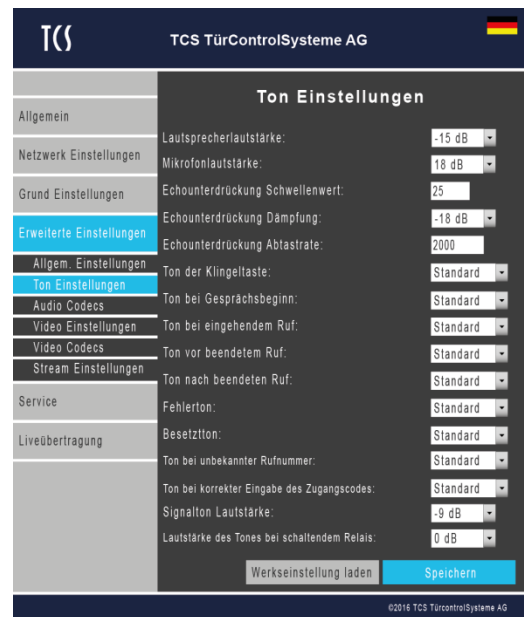 TCS
TCS TürControlSysteme AG
Allgemein
Netzwerk Einstellungen
Grund Einstellungen
Erweiterte Einstellungen
Allgem. Einstellungen
Ton Einstellungen
Audio Codecs
Video Einstellungen
Video Codecs
Stream Einstellungen
Service
Liveübertragung
Ton Einstellungen
Lautsprecherlautstärke: -15 dB
Mikrofonlautstärke: 18 dB
Echounterdrückung Schwellenwert: 25
Echounterdrückung Dämpfung: -18 dB
Echounterdrückung Abtastrate: 2000
Ton der Klingeltaste: Standard
Ton bei Gesprächsbeginn: Standard
Ton bei eingehendem Ruf: Standard
Ton vor beendetem Ruf: Standard
Ton nach beendeten Ruf: Standard
Fehlerton: Standard
Besetztton: Standard
Ton bei unbekannter Rufnummer: Standard
Ton bei korrekter Eingabe des Zugangscodes: Standard
Signalton Lautstärke: -9 dB
Lautstärke des Tones bei schaltendem Relais: 0 dB
Werkseinstellung laden Speichern
©2016 TCS TürcontrolSysteme AG